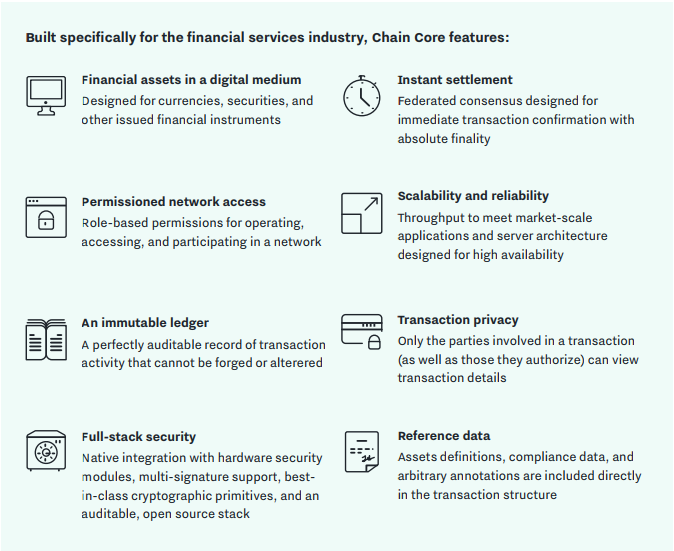 Built specifically for the financial services industry, Chain Core features:
Financial assets in a digital medium
Designed for currencies, securities, and
other issued financial instruments
Instant settlement
Federated consensus designed for
immediate transaction confirmation with
absolute finality
Permissioned network access
Role-based permissions for operating,
accessing, and participating in a network
Scalability and reliability
Throughput to meet market-scale
applications and server architecture
designed for high availability
An immutable ledger
A perfectly auditable record of transaction
activity that cannot be forged or alterered
Transaction privacy
Only the parties involved in a transaction
(as well as those they authorize) can view
transaction details
Full-stack security
Native integration with hardware security
modules, multi-signature support, best-
in-class cryptographic primitives, and an
auditable, open source stack
Reference data
Assets definitions, compliance data, and
arbitrary annotations are included directly
in the transaction structure